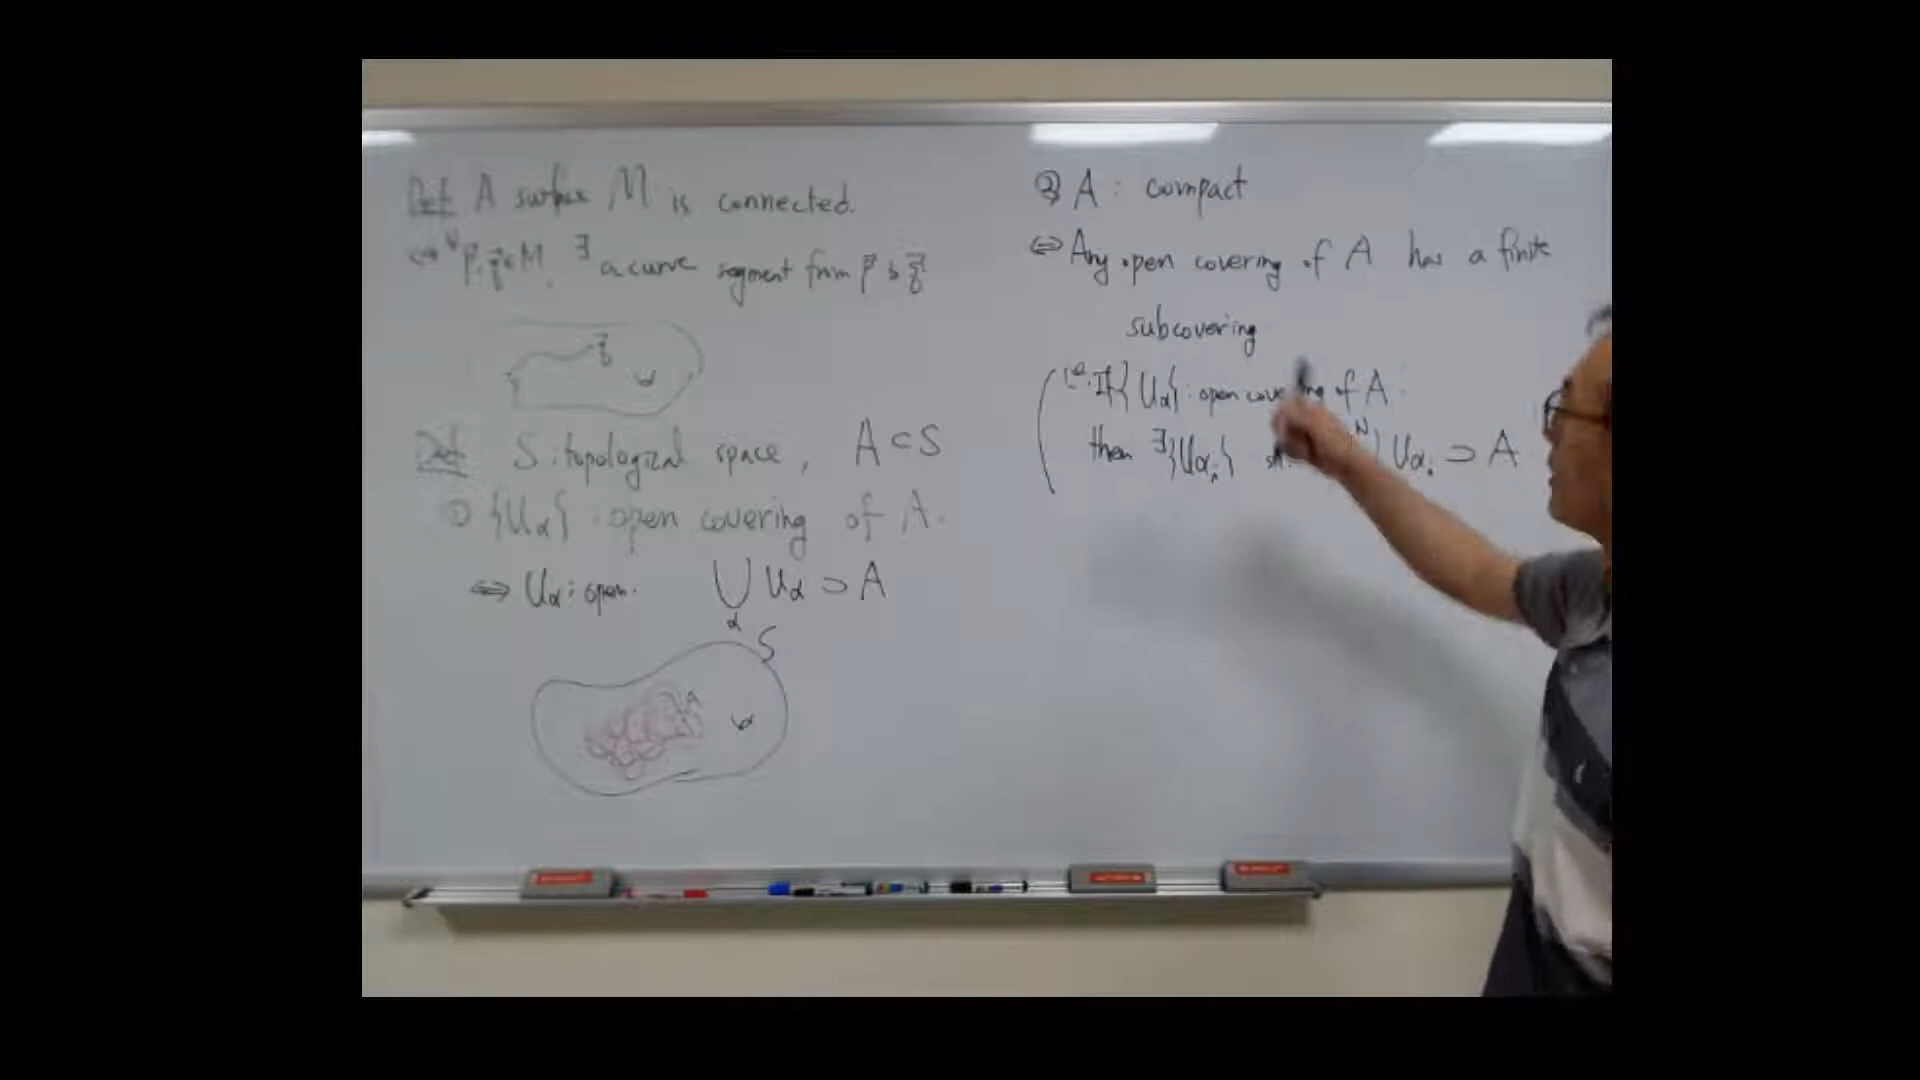 Def A surface M is connected.
⇔ ∀p⃗, q⃗ ∈ M, ∃ a curve segment from p⃗ to q⃗
q⃗
Def S : topological space, A ⊂ S
① {Uα} : open covering of A.
⇔ Uα : open. ⋃ Uα ⊃ A
α
S
A
② A : compact
⇔ Any open covering of A has a finite
subcovering
(i.e. If {Uα} : open covering of A.
then ∃{Uαᵢ} N Uαᵢ ⊃ A